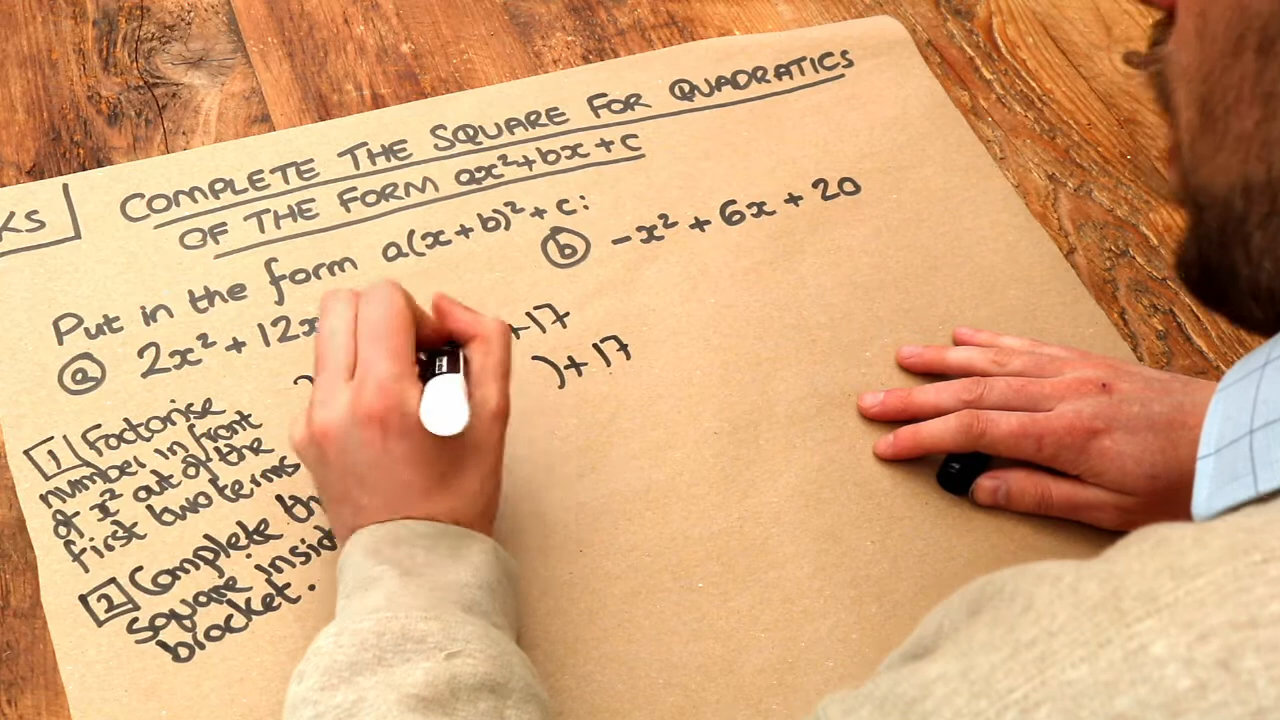 KS
COMPLETE THE SQUARE FOR QUADRATICS
OF THE FORM ax²+bx+c
Put in the form a(x+b)²+c:
ⓐ 2x² + 12x
ⓑ -x² + 6x + 20
+17
)+17
1 Factorise
number in front
of x² out of the
first two terms
2 Complete
square
bracket.